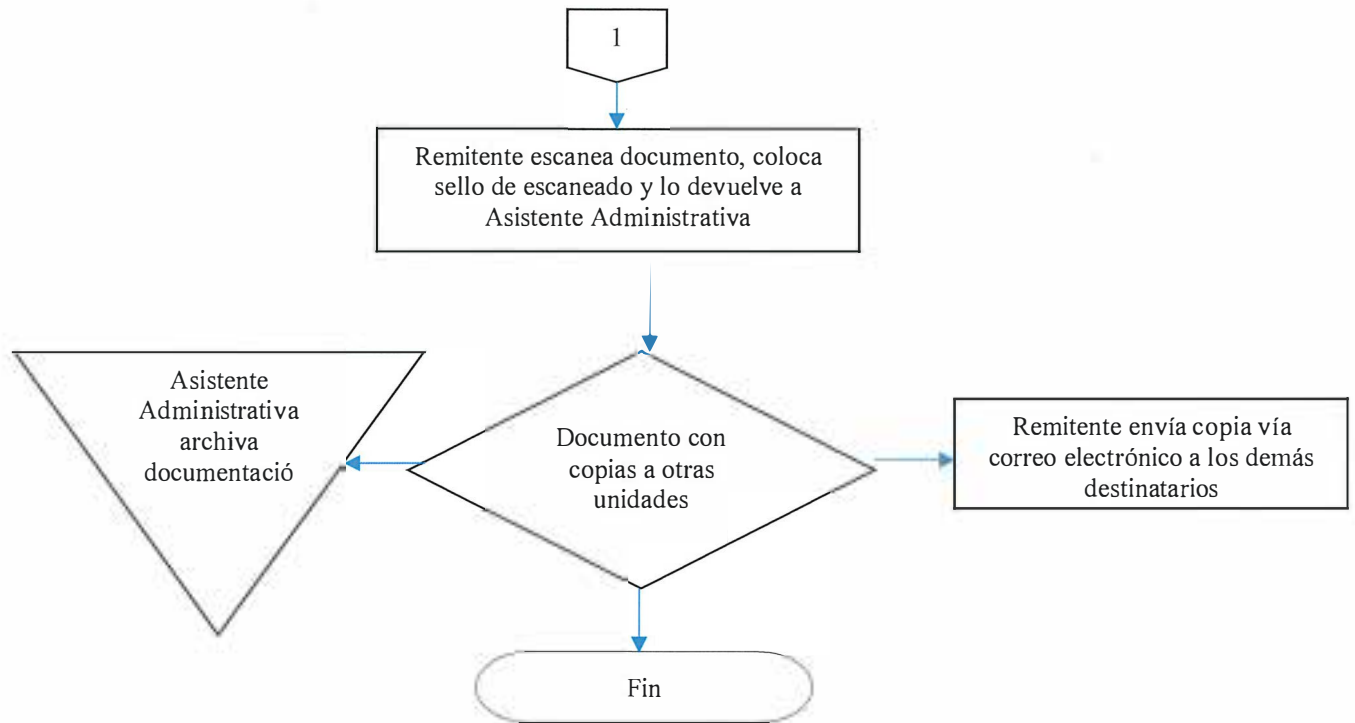 1
Remitente escanea documento, coloca
sello de escaneado y lo devuelve a
Asistente Administrativa
Asistente
Administrativa
archiva
documentació
Documento con
copias a otras
unidades
Remitente envía copia vía
correo electrónico a los demás
destinatarios
Fin